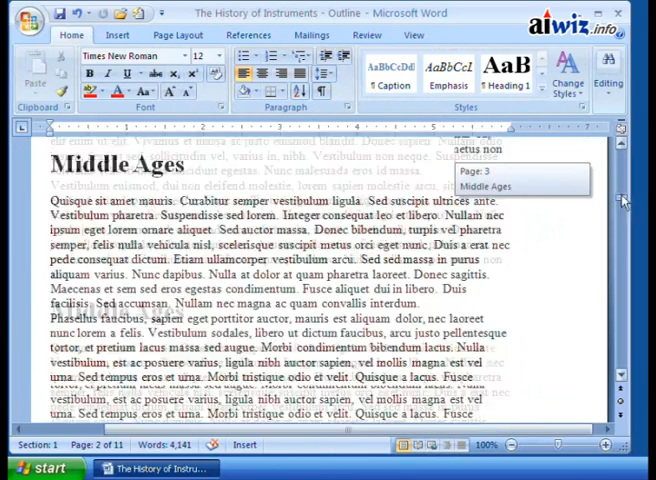 The History of Instruments - Outline - Microsoft Word
aiwiz.info
Home Insert Page Layout References Mailings Review View
Paste
Times New Roman 12
AaBbCcDd AaBbCcL AaB
¶ Caption Emphasis ¶ Heading 1
Change Styles
Editing
Clipboard Font Paragraph Styles
1 2 3 4 5 7
netus non
Page: 3
Middle Ages
Middle Ages
Quisque sit amet mauris. Curabitur semper vestibulum ligula. Sed suscipit ultrices ante.
Vestibulum pharetra. Suspendisse sed lorem. Integer consequat leo et libero. Nullam nec
ipsum eget lorem ornare aliquet. Sed auctor massa. Donec bibendum, turpis vel pharetra
semper, felis nulla vehicula nisl, scelerisque suscipit metus orci eget nunc. Duis a erat nec
pede consequat dictum. Etiam ullamcorper vestibulum arcu. Sed sed massa in purus
aliquam varius. Nunc dapibus. Nulla at dolor at quam pharetra laoreet. Donec sagittis.
Maecenas et sem sed eros egestas condimentum. Fusce aliquet dui in libero. Duis
facilisis. Sed accumsan. Nullam nec magna ac quam convallis interdum.
Phasellus faucibus, sapien eget porttitor auctor, mauris est aliquam dolor, nec laoreet
nunc lorem a felis. Vestibulum sodales, libero ut dictum faucibus, arcu justo pellentesque
tortor, et pretium lacus massa sed augue. Morbi condimentum bibendum lacus. Nulla
vestibulum, est ac posuere varius, ligula nibh auctor sapien, vel mollis magna est vel
urna. Sed tempus eros et urna. Morbi tristique odio et velit. Quisque a lacus. Fusce
vestibulum, est ac posuere varius, ligula nibh auctor sapien, vel mollis magna est vel
urna. Sed tempus eros et urna. Morbi tristique odio et velit. Quisque a lacus. Fusce
Section: 1 Page: 2 of 11 Words: 4,141 Insert 100%
start The History of Instru...